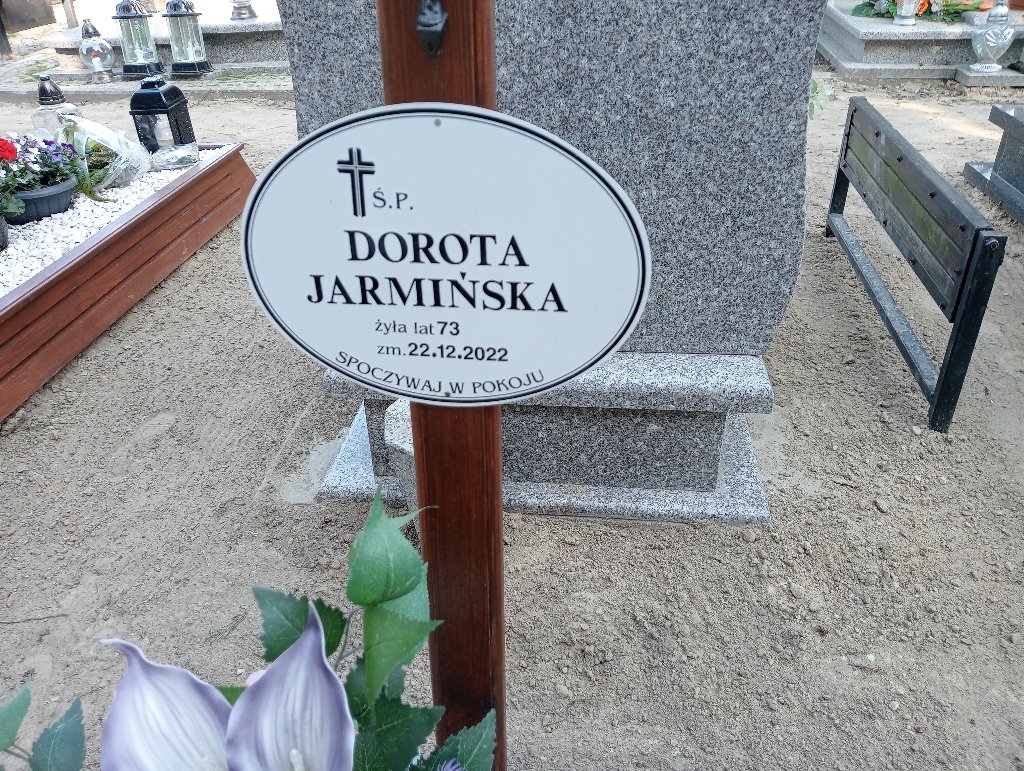 Ś.P.
DOROTA
JARMIŃSKA
żyła lat 73
zm. 22.12.2022
SPOCZYWAJ W POKOJU